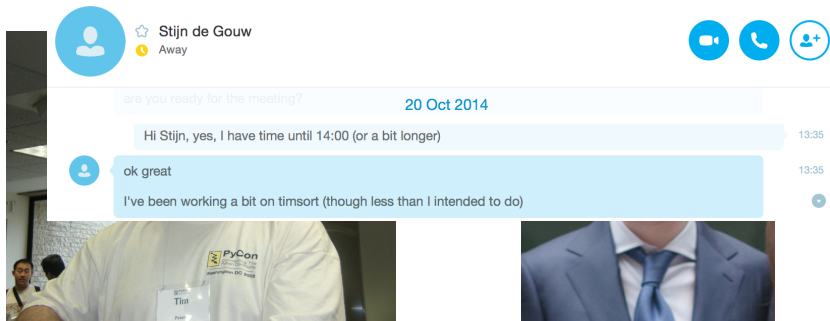 Stijn de Gouw
Away
are you ready for the meeting?
20 Oct 2014
Hi Stijn, yes, I have time until 14:00 (or a bit longer)
13:35
ok great
13:35
I've been working a bit on timsort (though less than I intended to do)
PyCon
Washington DC
Tim